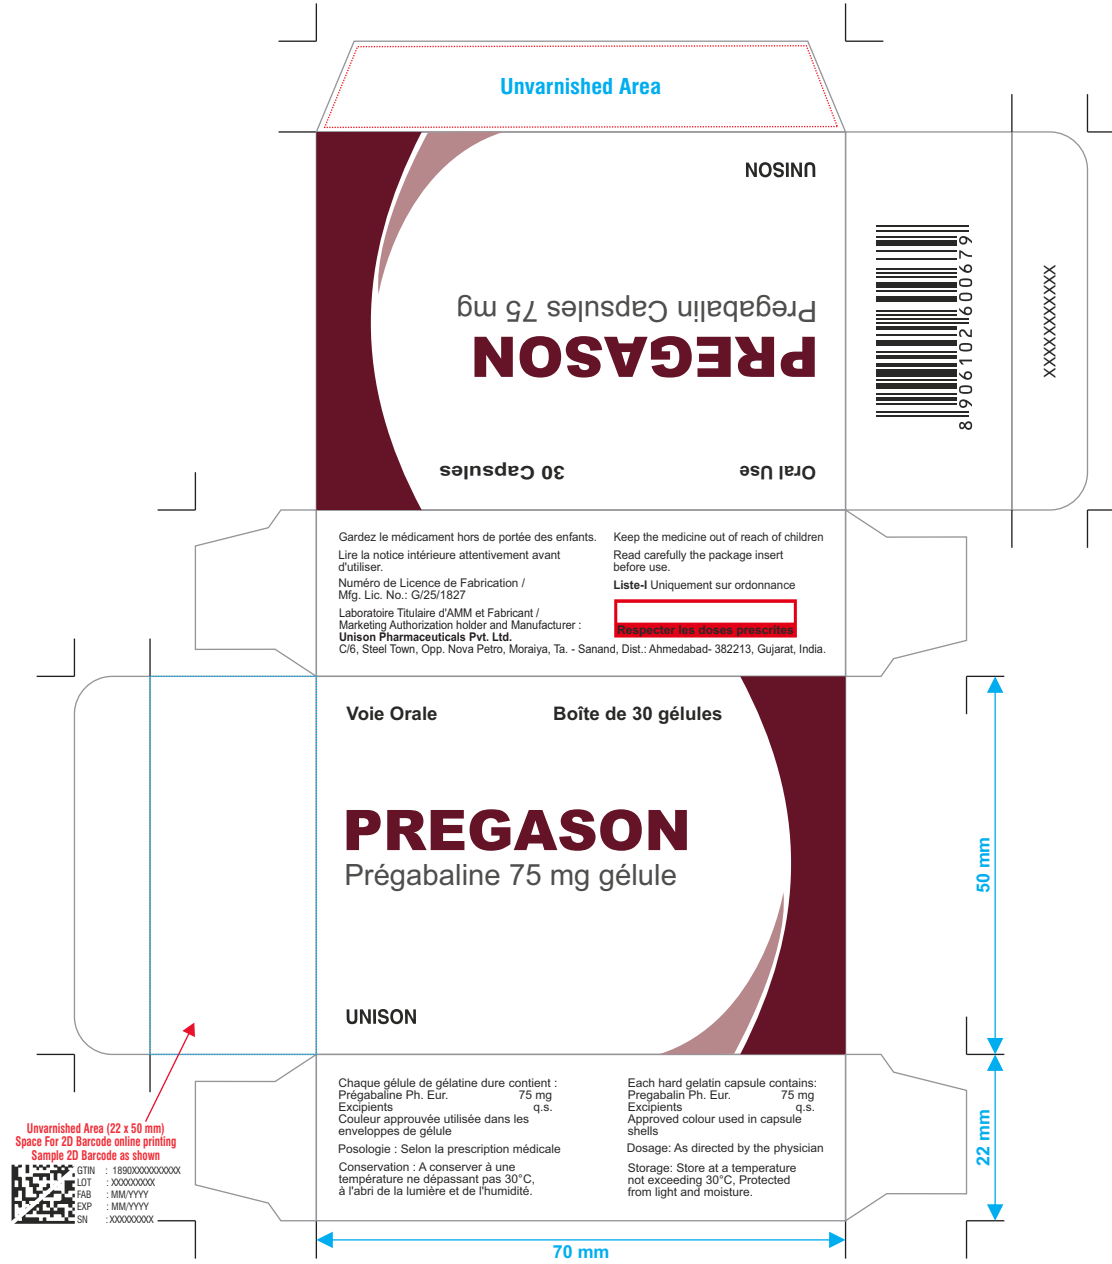 Unvarnished Area
UNISON
Pregabalin Capsules 75 mg
PREGASON
30 Capsules
Oral Use
8906102600679
XXXXXXXXXXX
Gardez le médicament hors de portée des enfants.
Lire la notice intérieure attentivement avant
d'utiliser.
Numéro de Licence de Fabrication /
Mfg. Lic. No.: G/25/1827
Laboratoire Titulaire d'AMM et Fabricant /
Marketing Authorization holder and Manufacturer :
Unison Pharmaceuticals Pvt. Ltd.
C/6, Steel Town, Opp. Nova Petro, Moraiya, Ta. - Sanand, Dist.: Ahmedabad- 382213, Gujarat, India.
Keep the medicine out of reach of children
Read carefully the package insert
before use.
Liste-I Uniquement sur ordonnance
Respecter les doses prescrites
Voie Orale
Boîte de 30 gélules
PREGASON
Prégabaline 75 mg gélule
UNISON
50 mm
Chaque gélule de gélatine dure contient :
Prégabaline Ph. Eur. 75 mg
Excipients q.s.
Couleur approuvée utilisée dans les
enveloppes de gélule
Posologie : Selon la prescription médicale
Conservation : A conserver à une
température ne dépassant pas 30°C,
à l'abri de la lumière et de l'humidité.
Each hard gelatin capsule contains:
Pregabalin Ph. Eur. 75 mg
Excipients q.s.
Approved colour used in capsule
shells
Dosage: As directed by the physician
Storage: Store at a temperature
not exceeding 30°C, Protected
from light and moisture.
22 mm
70 mm
Unvarnished Area (22 x 50 mm)
Space For 2D Barcode online printing
Sample 2D Barcode as shown
GTIN : 1890XXXXXXXXXX
LOT : XXXXXXXXX
FAB : MM/YYYY
EXP : MM/YYYY
SN : XXXXXXXXX